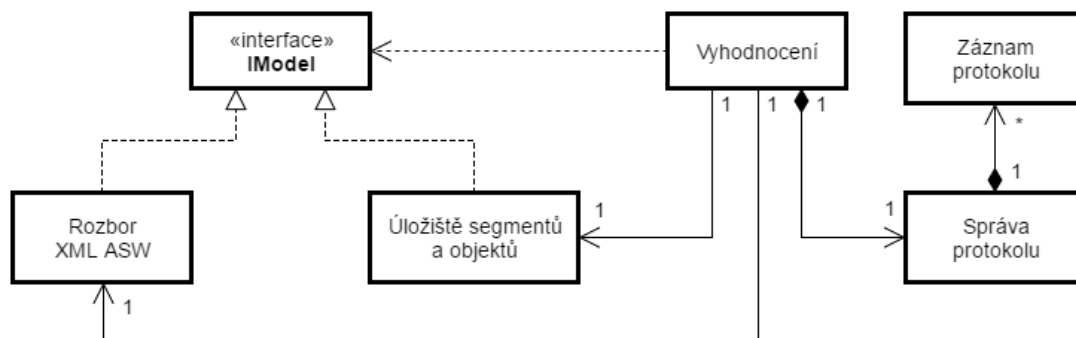 «interface»
IModel
Vyhodnocení
Záznam
protokolu
1
1
1
*
1
Rozbor
XML ASW
Úložiště segmentů
a objektů
1
1
Správa
protokolu
1